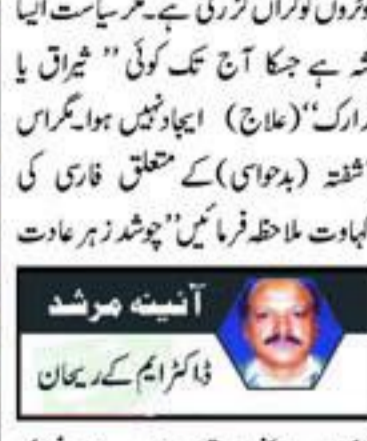 ووٹروں کو گراں گزرتی ہے۔ مگر سیاست ایسا
شہ ہے جسکا آج تک کوئی ’’ شیراق یا
دارک‘‘ (علاج) ایجاد نہیں ہوا۔ مگر اس
شفتہ (بدحواسی) کے متعلق فارسی کی
کہاوت ملاحظہ فرمائیں ’’چوشد زہر عادت
آئینہ مرشد
ڈاکٹر ایم کے ریحان